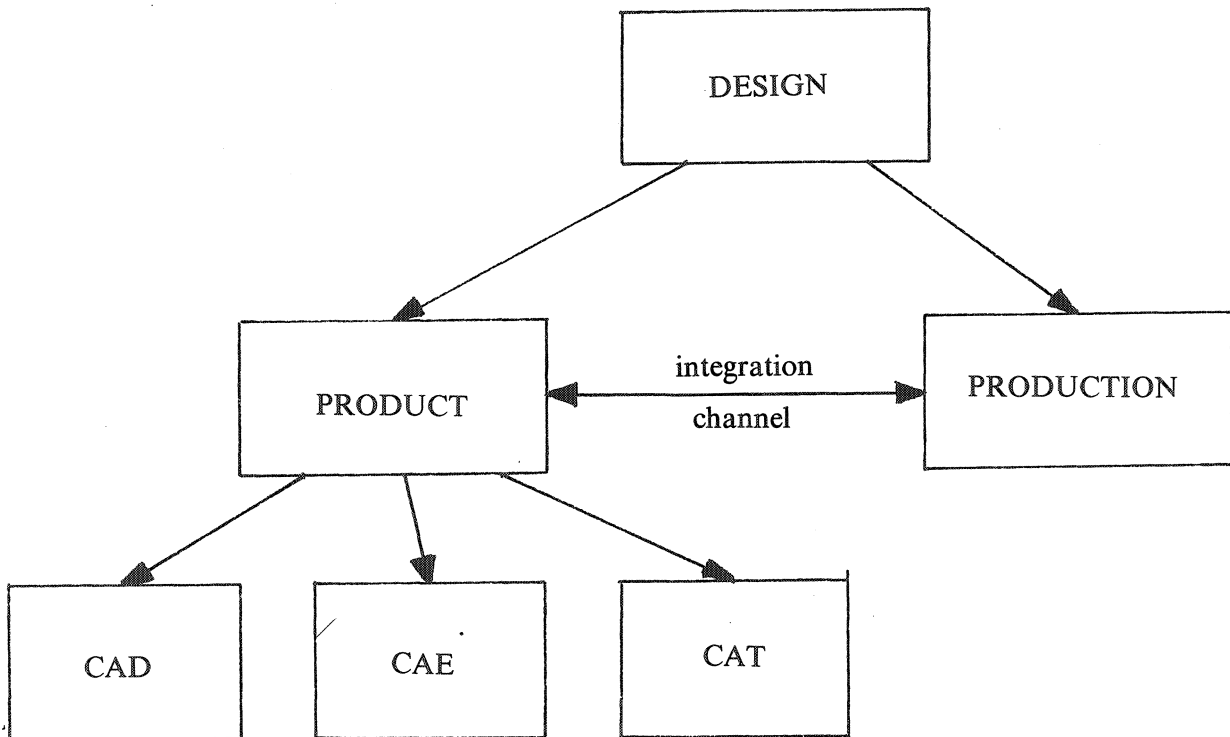 DESIGN
integration
channel
PRODUCT
PRODUCTION
CAD
CAE
CAT